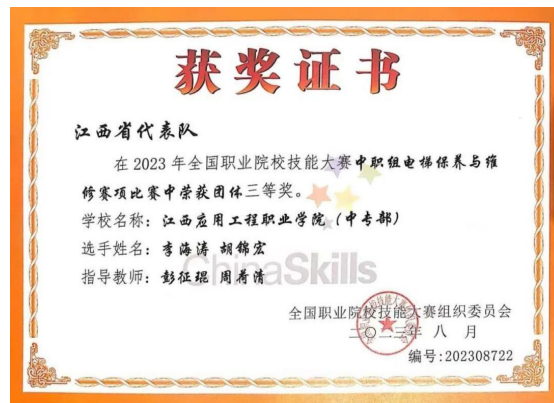 获奖证书
江西省代表队
在 2023 年全国职业院校技能大赛中职组电梯保养与维
修赛项比赛中荣获团体三等奖。
学校名称：江西应用工程职业学院（中专部）
选手姓名：李海涛 胡锦宏
指导教师：彭征琨 周荷清
ChinaSkills
全国职业院校技能大赛组织委员会
二〇二三年 八 月
编号:202308722